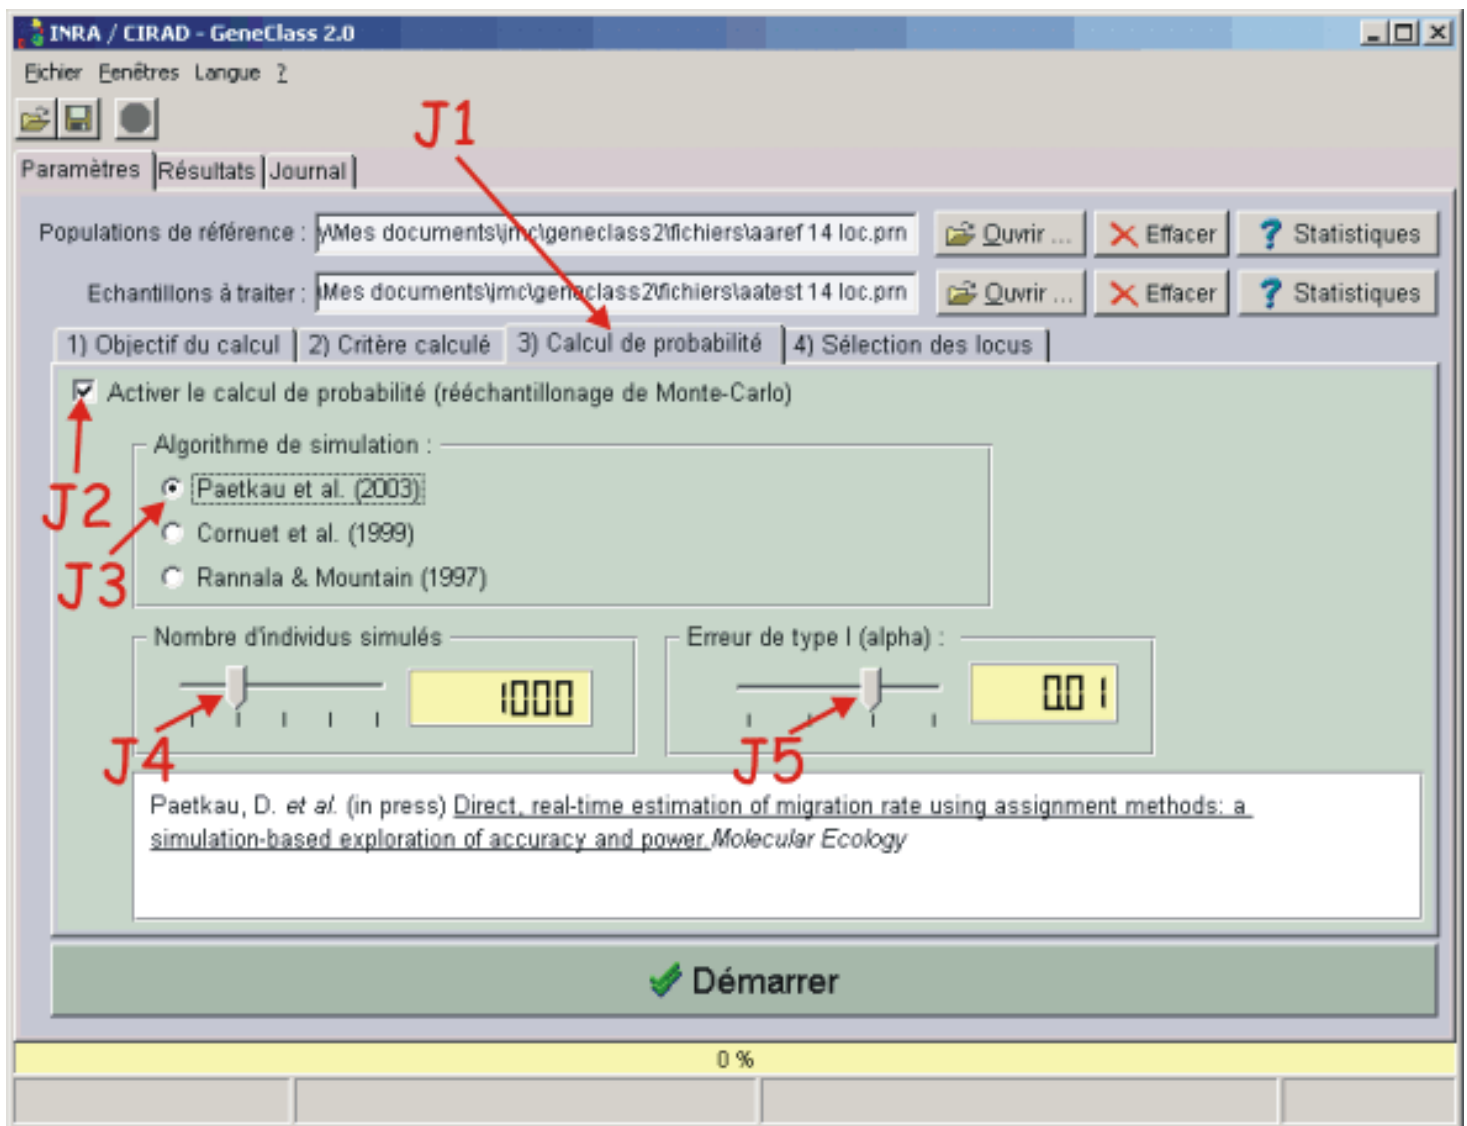 INRA / CIRAD - GeneClass 2.0
Fichier Fenêtres Langue ?
J1
Paramètres Résultats Journal
Populations de référence : y\Mes documents\jmc\geneclass2\fichiers\aaref 14 loc.prn Ouvrir ... Effacer ? Statistiques
Echantillons à traiter : \Mes documents\jmc\geneclass2\fichiers\aatest 14 loc.prn Ouvrir ... Effacer ? Statistiques
1) Objectif du calcul 2) Critère calculé 3) Calcul de probabilité 4) Sélection des locus
Activer le calcul de probabilité (rééchantillonage de Monte-Carlo)
Algorithme de simulation :
J2
Paetkau et al. (2003)
Cornuet et al. (1999)
J3
Rannala & Mountain (1997)
Nombre d'individus simulés
Erreur de type I (alpha) :
1000
0.01
J4
J5
Paetkau, D. et al. (in press) Direct, real-time estimation of migration rate using assignment methods: a
simulation-based exploration of accuracy and power. Molecular Ecology
Démarrer
0 %